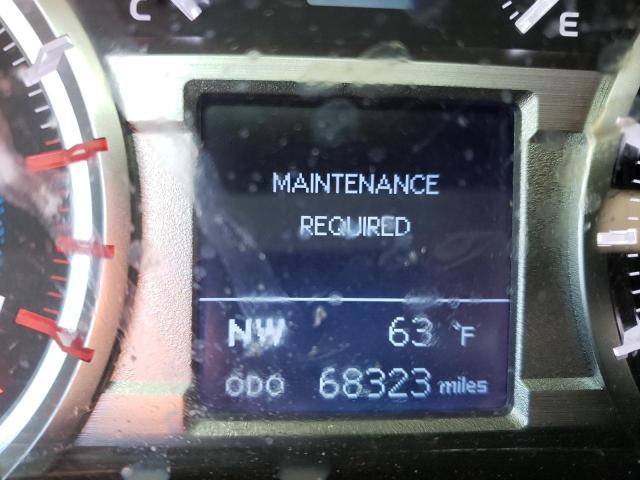 C
E
MAINTENANCE
REQUIRED
NW 63 °F
ODO 68323 miles